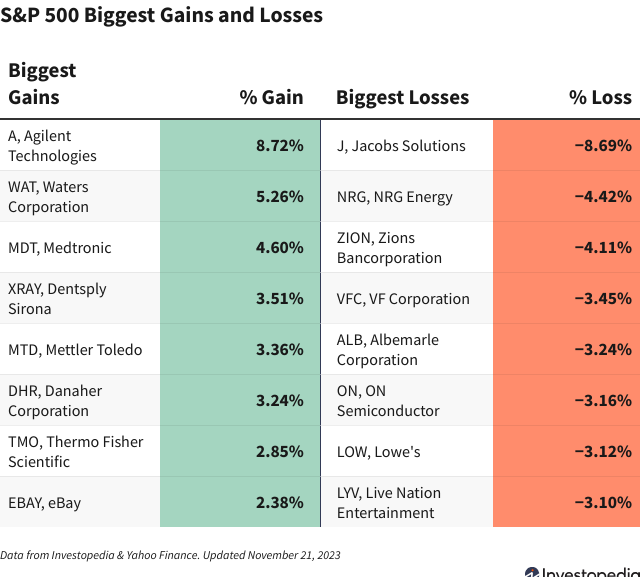 S&P 500 Biggest Gains and Losses
Biggest
Gains
% Gain
Biggest Losses
% Loss
A, Agilent
Technologies
8.72%
J, Jacobs Solutions
−8.69%
WAT, Waters
Corporation
5.26%
NRG, NRG Energy
−4.42%
MDT, Medtronic
4.60%
ZION, Zions
Bancorporation
−4.11%
XRAY, Dentsply
Sirona
3.51%
VFC, VF Corporation
−3.45%
MTD, Mettler Toledo
3.36%
ALB, Albemarle
Corporation
−3.24%
DHR, Danaher
Corporation
3.24%
ON, ON
Semiconductor
−3.16%
TMO, Thermo Fisher
Scientific
2.85%
LOW, Lowe's
−3.12%
EBAY, eBay
2.38%
LYV, Live Nation
Entertainment
−3.10%
Data from Investopedia & Yahoo Finance. Updated November 21, 2023
Investopedia